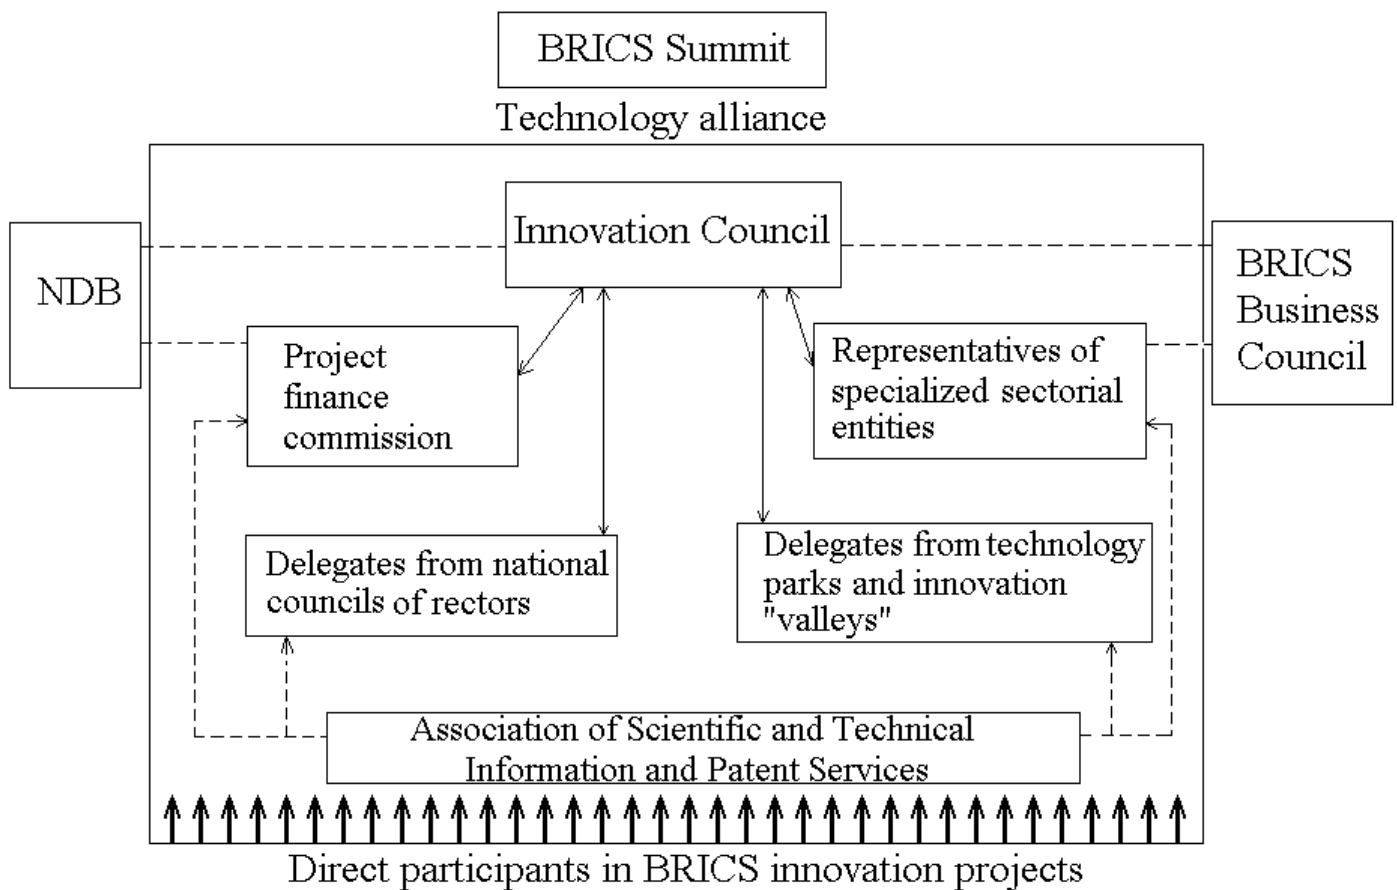 BRICS Summit
Technology alliance
Innovation Council
NDB
BRICS
Business
Council
Project
finance
commission
Representatives of
specialized sectorial
entities
Delegates from national
councils of rectors
Delegates from technology
parks and innovation
"valleys"
Association of Scientific and Technical
Information and Patent Services
Direct participants in BRICS innovation projects